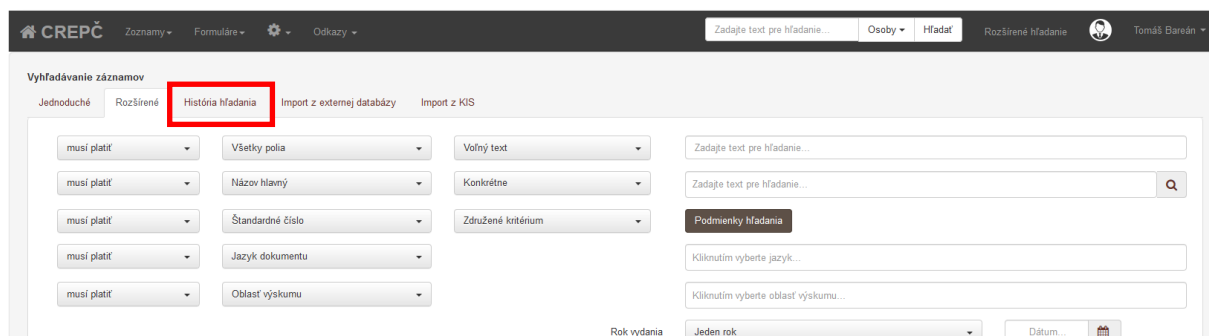 CREPČ Zoznamy Formuláre Odkazy Zadajte text pre hľadanie... Osoby Hľadať Rozšírené hľadanie Tomáš Bareán
Vyhľadávanie záznamov
Jednoduché Rozšírené História hľadania Import z externej databázy Import z KIS
musí platiť Všetky polia Voľný text Zadajte text pre hľadanie...
musí platiť Názov hlavný Konkrétne Zadajte text pre hľadanie...
musí platiť Štandardné číslo Združené kritérium Podmienky hľadania
musí platiť Jazyk dokumentu Kliknutím vyberte jazyk...
musí platiť Oblasť výskumu Kliknutím vyberte oblasť výskumu...
Rok vydania Jeden rok Dátum...